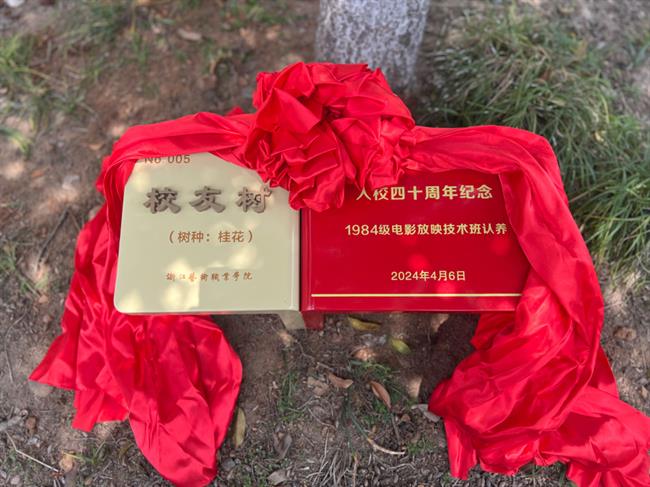 No 005
校友树
（树种：桂花）
浙江艺术职业学院
入校四十周年纪念
1984级电影放映技术班认养
2024年4月6日